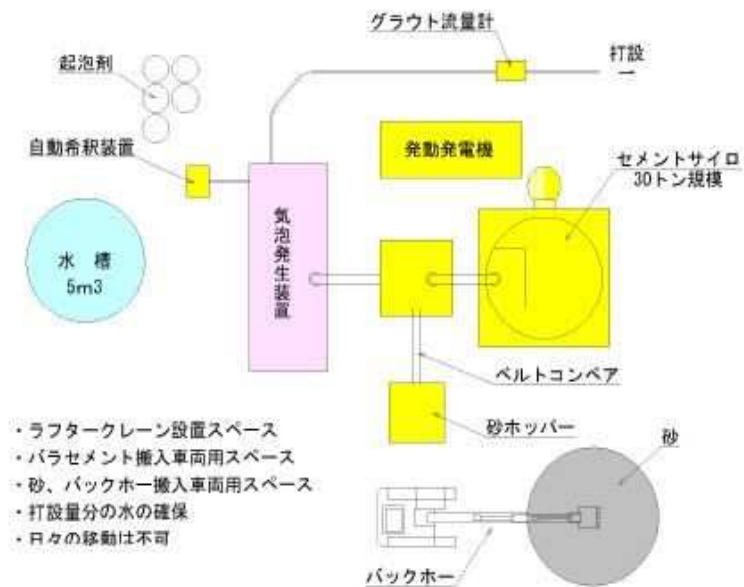 グラウト流量計
打設
起泡剤
自動希釈装置
発動発電機
セメントサイロ
30トン規模
気泡発生装置
水 槽
5m3
ベルトコンベア
砂ホッパー
砂
・ラフタークレーン設置スペース
・バラセメント搬入車両用スペース
・砂、バックホー搬入車両用スペース
・打設量分の水の確保
・日々の移動は不可
バックホー